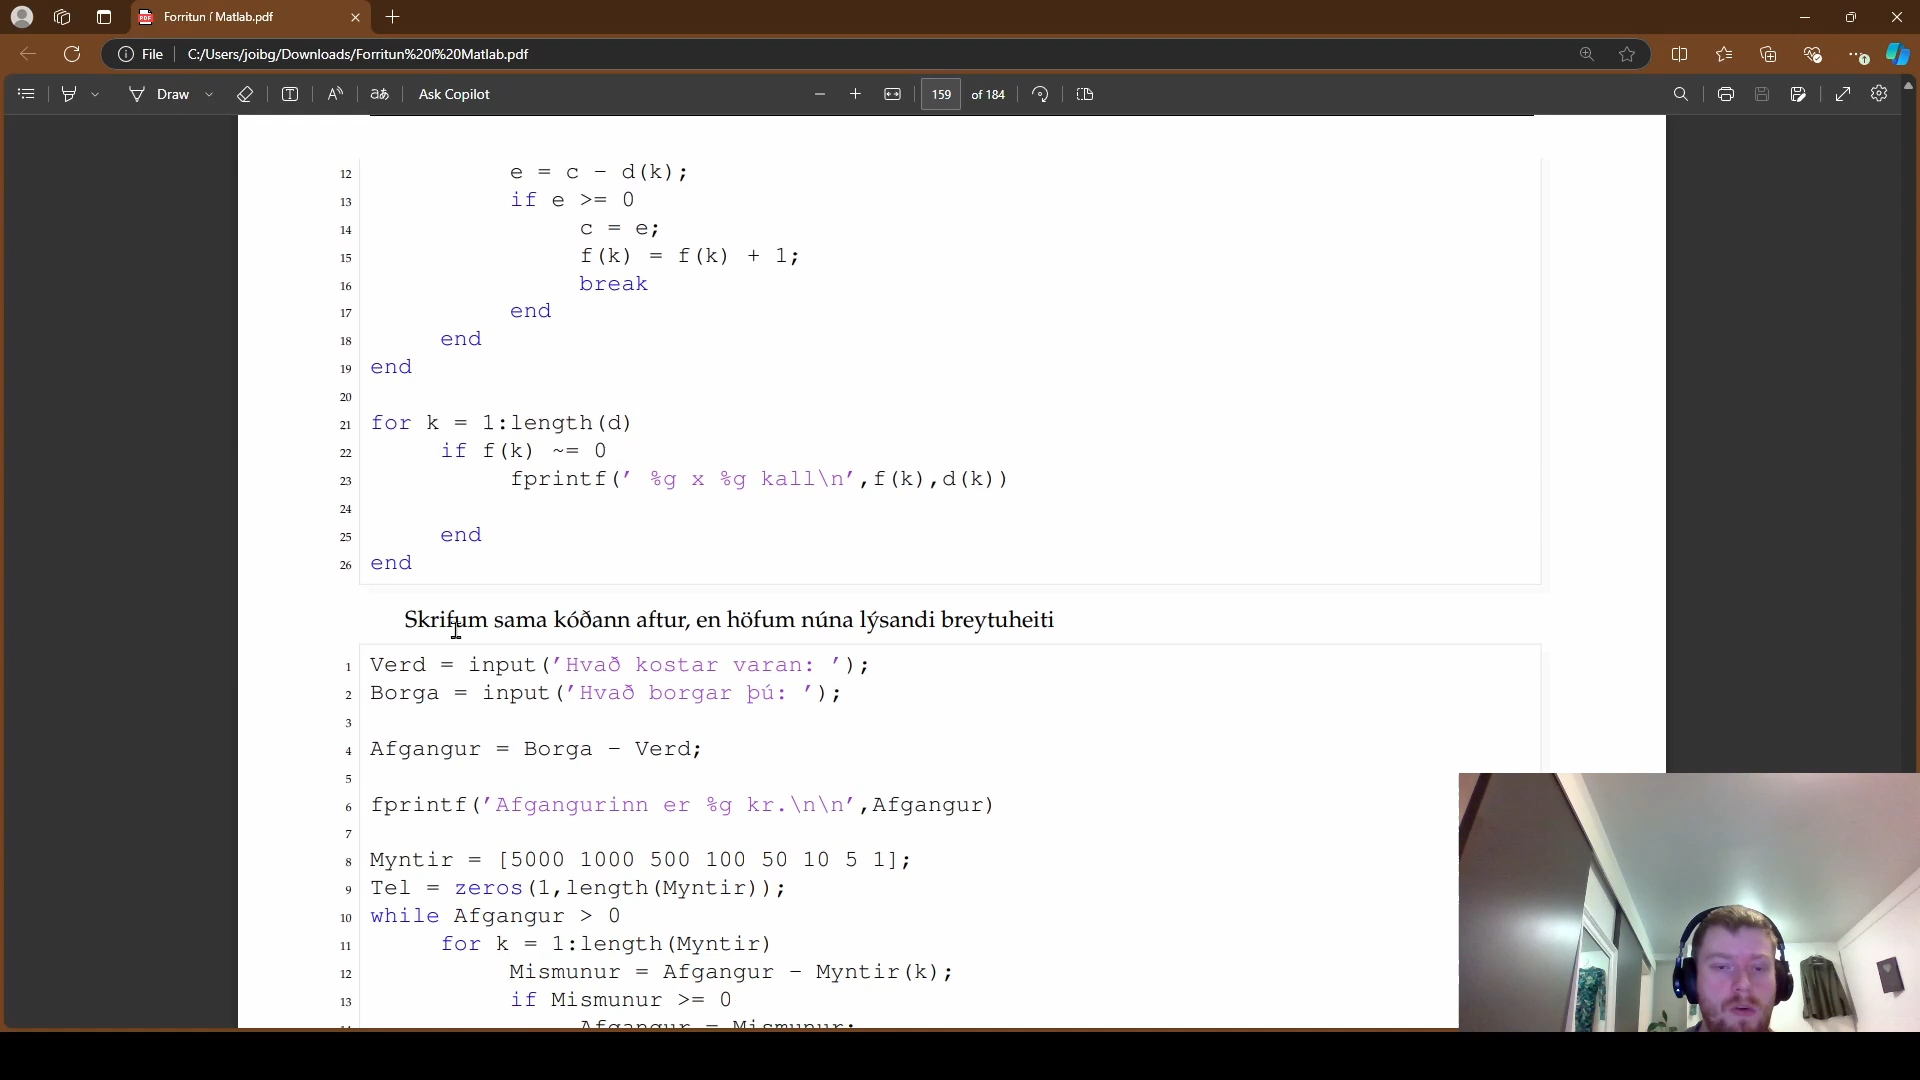 Forritun í Matlab.pdf
File
C:/Users/joibg/Downloads/Forritun%20í%20Matlab.pdf
Draw
aあ
Ask Copilot
159 of 184
12 e = c - d(k);
13 if e >= 0
14 c = e;
15 f(k) = f(k) + 1;
16 break
17 end
18 end
19 end
20
21 for k = 1:length(d)
22 if f(k) ~= 0
23 fprintf(' %g x %g kall\n',f(k),d(k))
24
25 end
26 end
Skrifum sama kóðann aftur, en höfum núna lýsandi breytuheiti
1 Verd = input('Hvað kostar varan: ');
2 Borga = input('Hvað borgar þú: ');
3
4 Afgangur = Borga - Verd;
5
6 fprintf('Afgangurinn er %g kr.\n\n',Afgangur)
7
8 Myntir = [5000 1000 500 100 50 10 5 1];
9 Tel = zeros(1,length(Myntir));
10 while Afgangur > 0
11 for k = 1:length(Myntir)
12 Mismunur = Afgangur - Myntir(k);
13 if Mismunur >= 0
Afgangur = Mismunur;